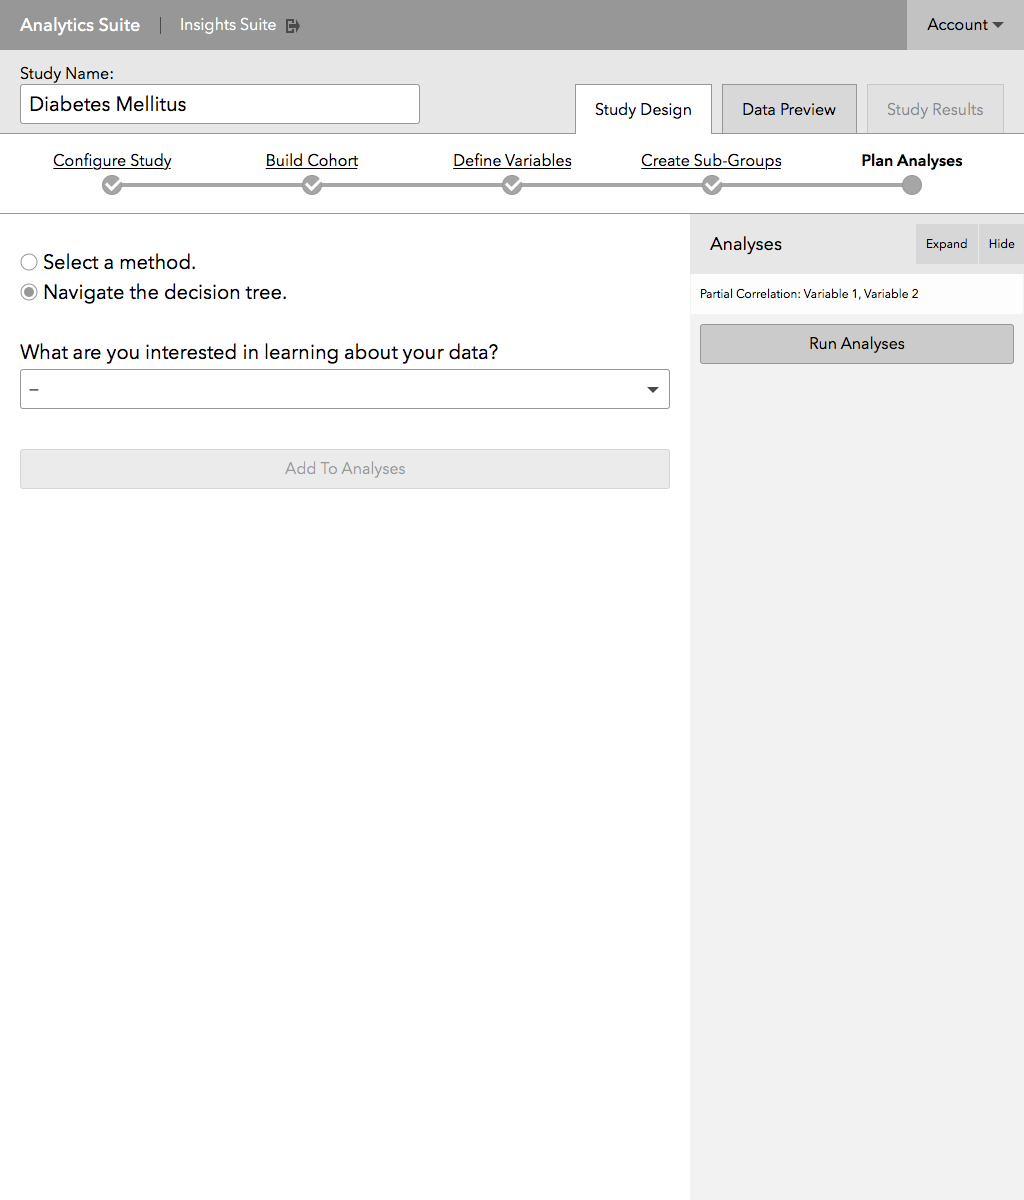 Analytics Suite | Insights Suite
Account
Study Name:
Diabetes Mellitus
Study Design
Data Preview
Study Results
Configure Study
Build Cohort
Define Variables
Create Sub-Groups
Plan Analyses
Select a method.
Navigate the decision tree.
What are you interested in learning about your data?
–
Add To Analyses
Analyses
Expand
Hide
Partial Correlation: Variable 1, Variable 2
Run Analyses